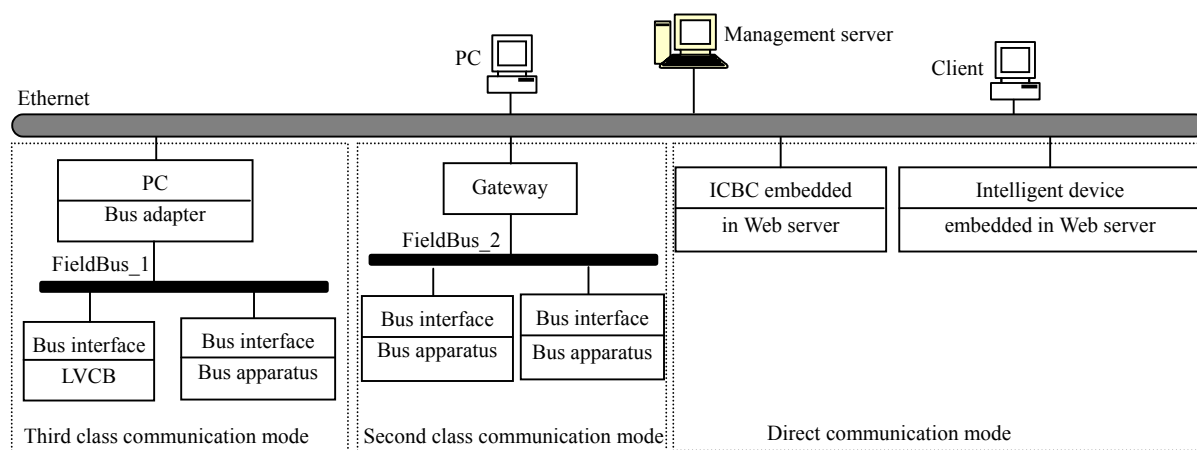 Management server
PC
Client
Ethernet
PC
Bus adapter
FieldBus_1
Bus interface
LVCB
Bus interface
Bus apparatus
Third class communication mode
Gateway
FieldBus_2
Bus interface
Bus apparatus
Bus interface
Bus apparatus
Second class communication mode
ICBC embedded
in Web server
Intelligent device
embedded in Web server
Direct communication mode